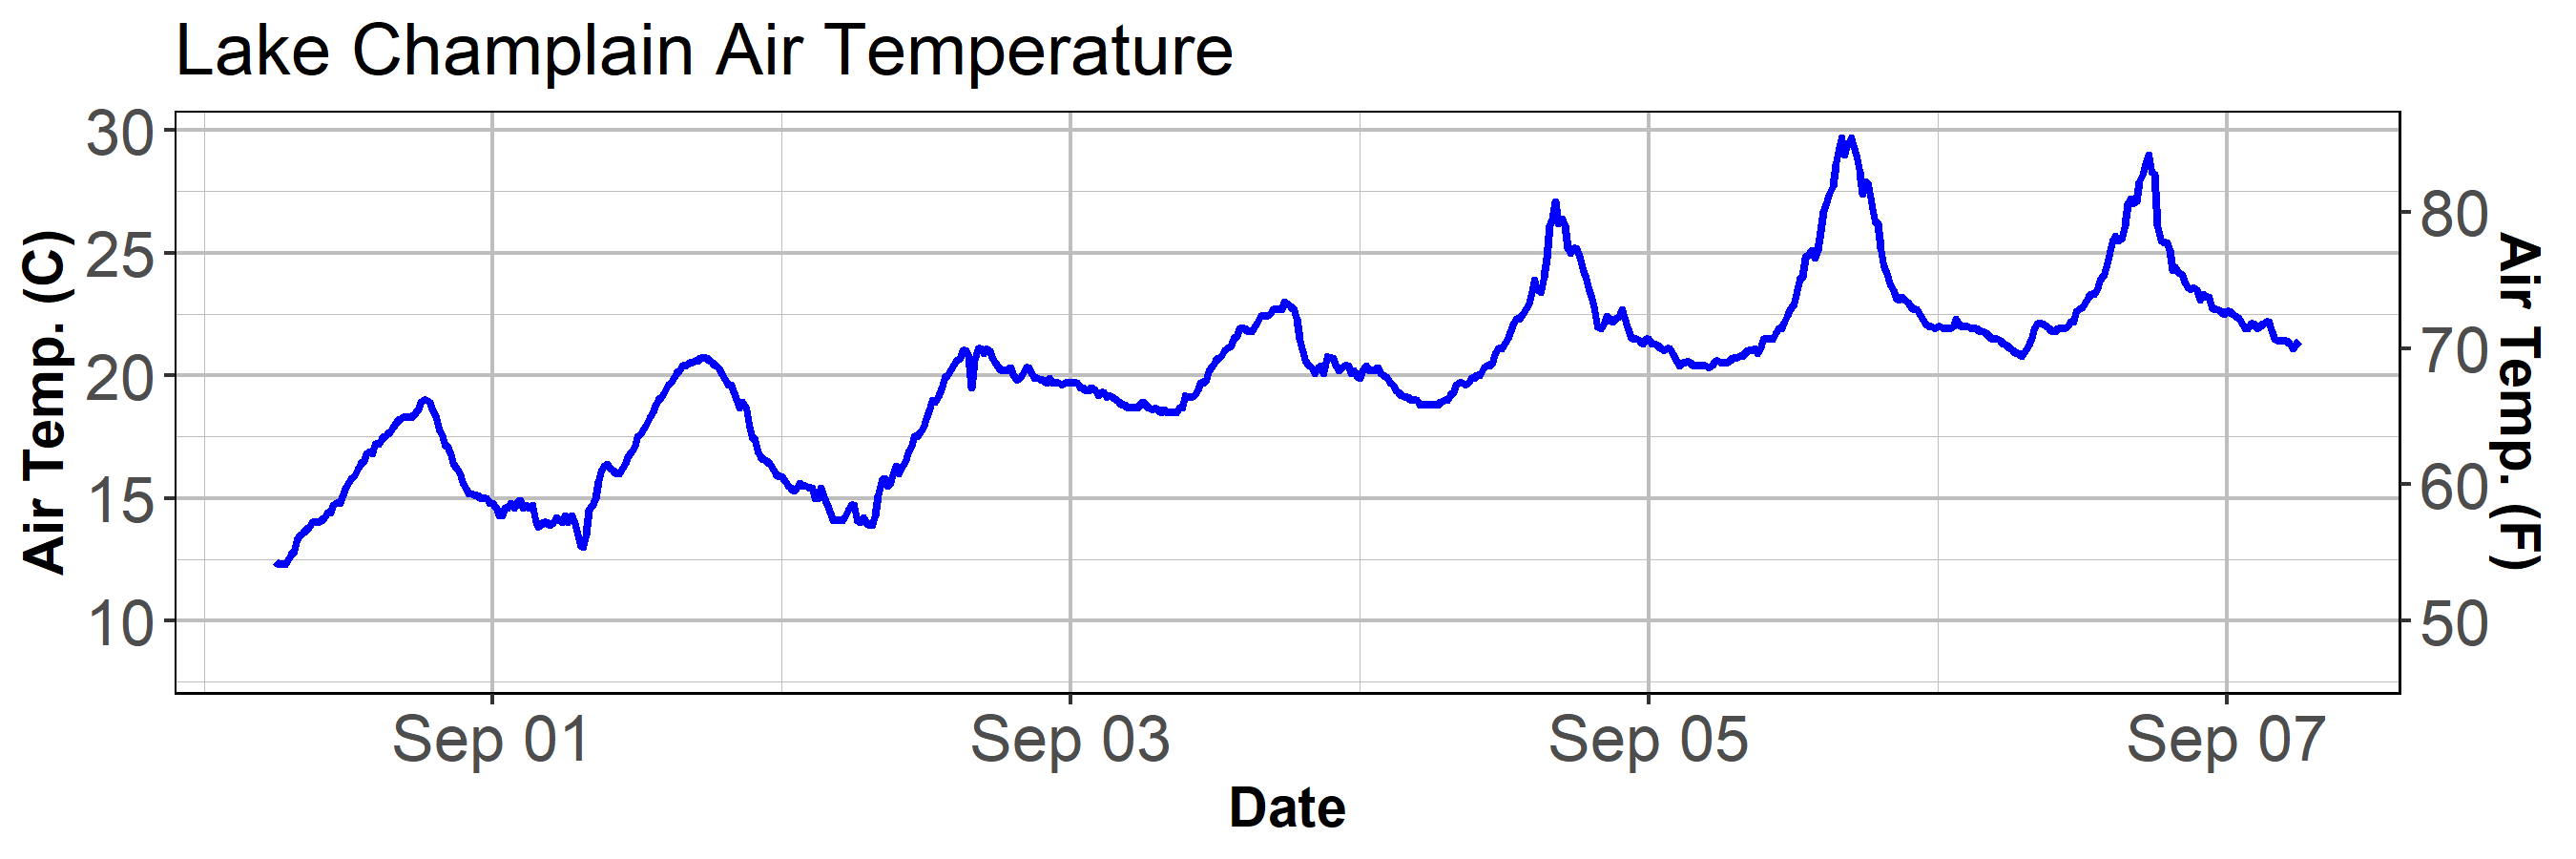 Lake Champlain Air Temperature
30
25
20
15
10
Air Temp. (C)
80
70
60
50
Air Temp. (F)
Sep 01 Sep 03 Sep 05 Sep 07
Date